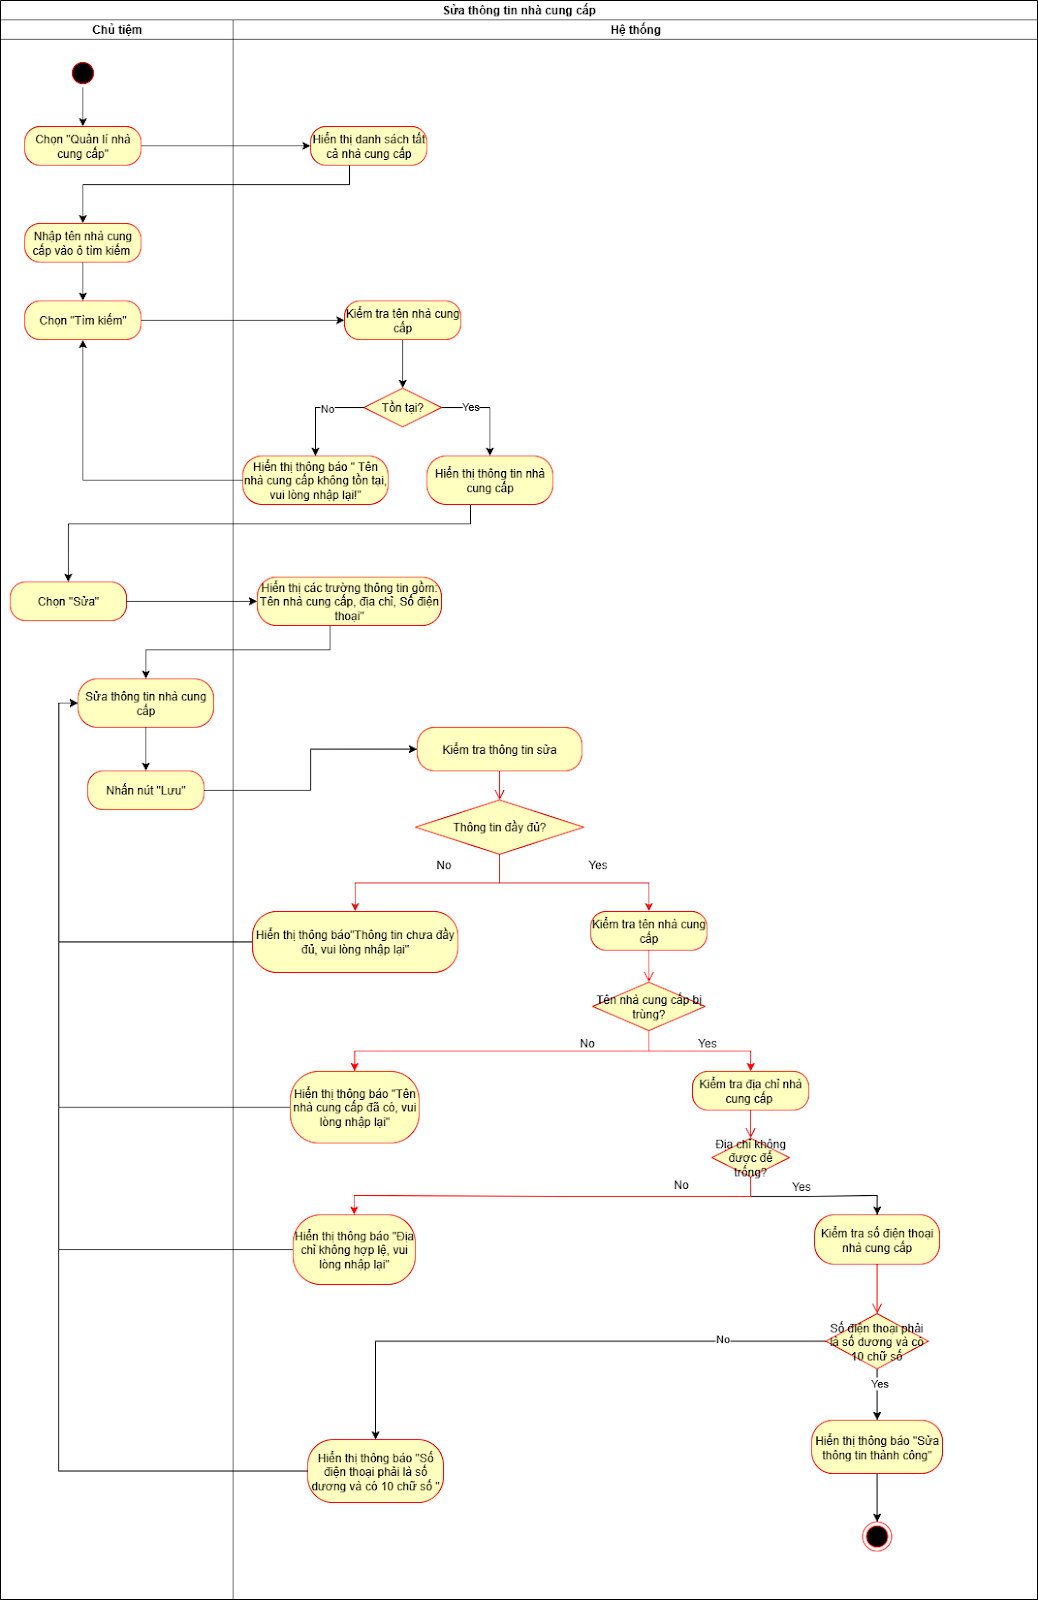 Sửa thông tin nhà cung cấp
Chủ tiệm
Hệ thống
Chọn "Quản lí nhà
cung cấp"
Hiển thị danh sách tất
cả nhà cung cấp
Nhập tên nhà cung
cấp vào ô tìm kiếm
Chọn "Tìm kiếm"
Kiểm tra tên nhà cung
cấp
Tồn tại?
No
Yes
Hiển thị thông báo " Tên
nhà cung cấp không tồn tại,
vui lòng nhập lại!"
Hiển thị thông tin nhà
cung cấp
Chọn "Sửa"
Hiển thị các trường thông tin gồm:
Tên nhà cung cấp, địa chỉ, Số điện
thoại"
Sửa thông tin nhà cung
cấp
Kiểm tra thông tin sửa
Nhấn nút "Lưu"
Thông tin đầy đủ?
No
Yes
Hiển thị thông báo"Thông tin chưa đầy
đủ, vui lòng nhập lại"
Kiểm tra tên nhà cung
cấp
Tên nhà cung cấp bị
trùng?
No
Yes
Hiển thị thông báo "Tên
nhà cung cấp đã có, vui
lòng nhập lại"
Kiểm tra địa chỉ nhà
cung cấp
Địa chỉ không
được để
trống?
No
Yes
Hiển thị thông báo "Địa
chỉ không hợp lệ, vui
lòng nhập lại"
Kiểm tra số điện thoại
nhà cung cấp
Số điện thoại phải
là số dương và có
10 chữ số
No
Yes
Hiển thị thông báo "Sửa
thông tin thành công"
Hiển thị thông báo "Số
điện thoại phải là số
dương và có 10 chữ số "